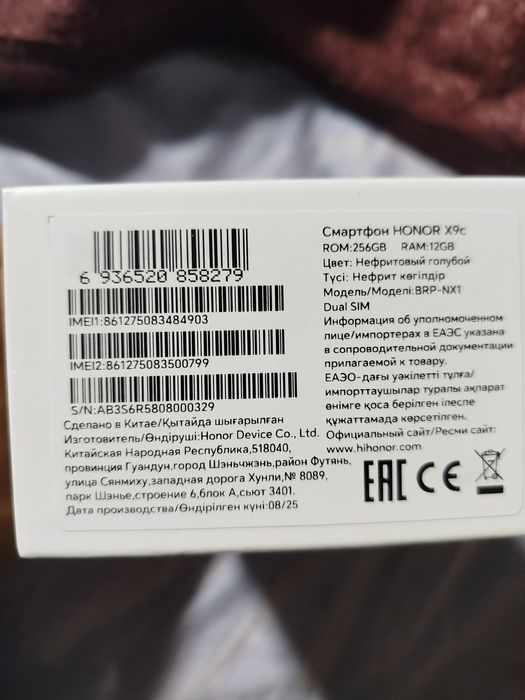 6 936520 858279
IMEI1:861275083484903
IMEI2:861275083500799
S/N:AB3S6R5808000329
Сделано в Китае/Қытайда шығарылған
Изготовитель/Өндіруші:Honor Device Co., Ltd.
Китайская Народная Республика,518040,
провинция Гуандун,город Шэньчжэнь,район Футянь,
улица Сянмиху,западная дорога Хунли,№ 8089,
парк Шэнье,строение 6,блок А,сьют 3401.
Дата производства/Өндірілген күні:08/25
Смартфон HONOR X9c
ROM:256GB RAM:12GB
Цвет: Нефритовый голубой
Түсі: Нефрит көгілдір
Модель/Моделі:BRP-NX1
Dual SIM
Информация об уполномоченном
лице/импортерах в ЕАЭС указана
в сопроводительной документации
прилагаемой к товару.
ЕАЭО-дағы уәкілетті тұлға/
импорттаушылар туралы ақпарат
өнімге қоса берілген ілеспе
құжаттамада көрсетілген.
Официальный сайт/Ресми сайт:
www.hihonor.com
EAC CE